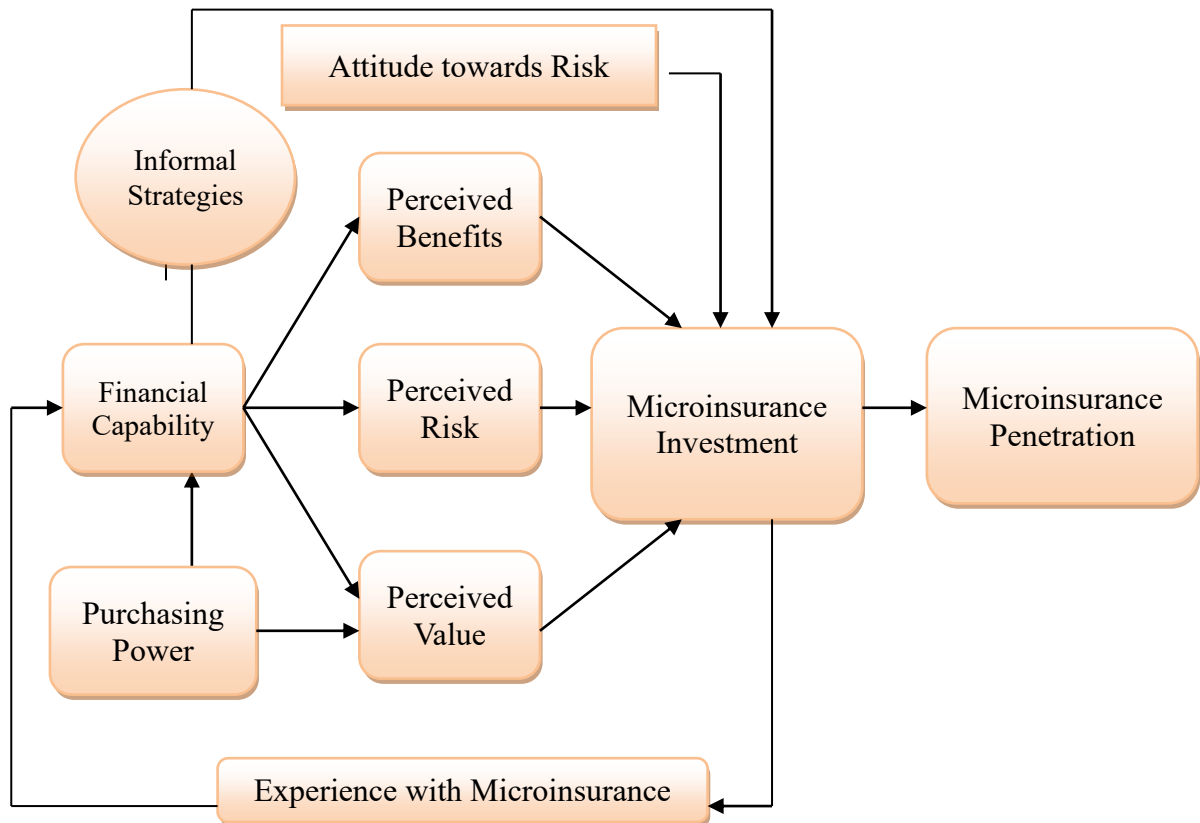 Attitude towards Risk
Informal
Strategies
Perceived
Benefits
Financial
Capability
Perceived
Risk
Microinsurance
Investment
Microinsurance
Penetration
Purchasing
Power
Perceived
Value
Experience with Microinsurance